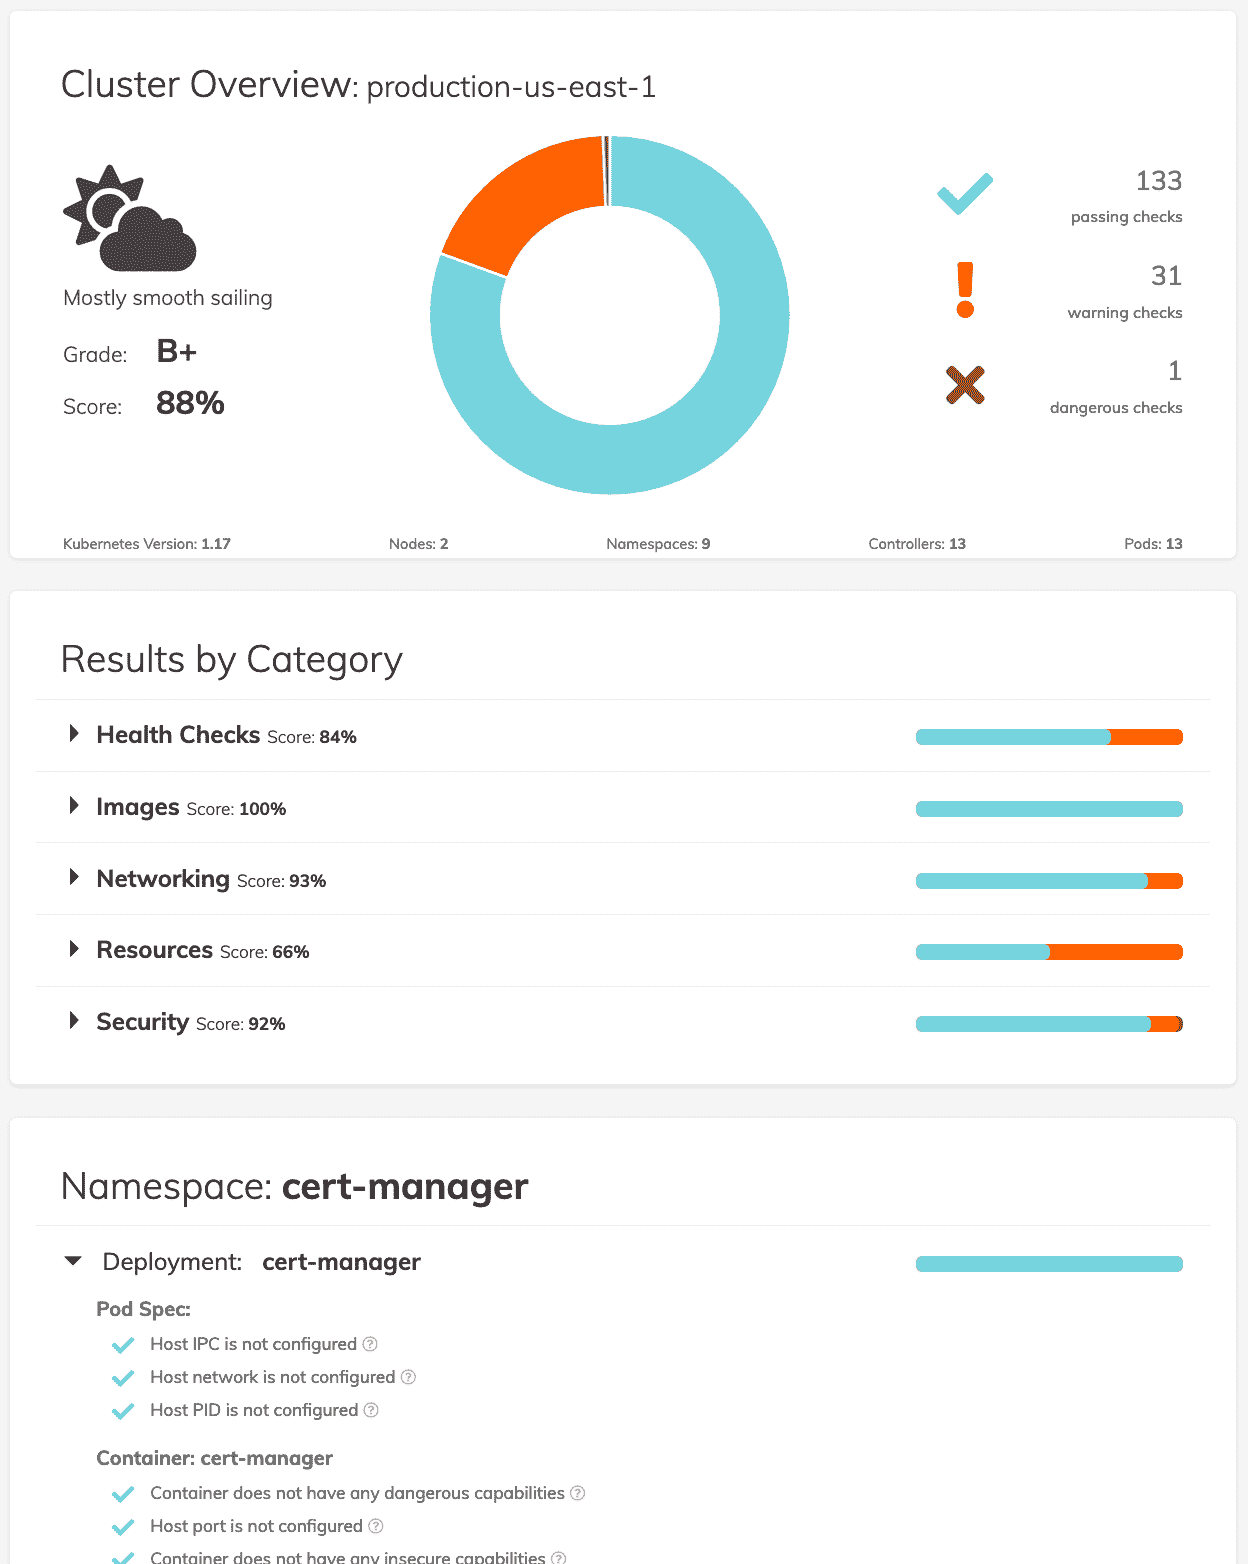 Cluster Overview: production-us-east-1
Mostly smooth sailing
Grade: B+
Score: 88%
133
passing checks
31
warning checks
1
dangerous checks
Kubernetes Version: 1.17 Nodes: 2 Namespaces: 9 Controllers: 13 Pods: 13
Results by Category
Health Checks Score: 84%
Images Score: 100%
Networking Score: 93%
Resources Score: 66%
Security Score: 92%
Namespace: cert-manager
Deployment: cert-manager
Pod Spec:
Host IPC is not configured ?
Host network is not configured ?
Host PID is not configured ?
Container: cert-manager
Container does not have any dangerous capabilities ?
Host port is not configured ?
Container does not have any insecure capabilities ?